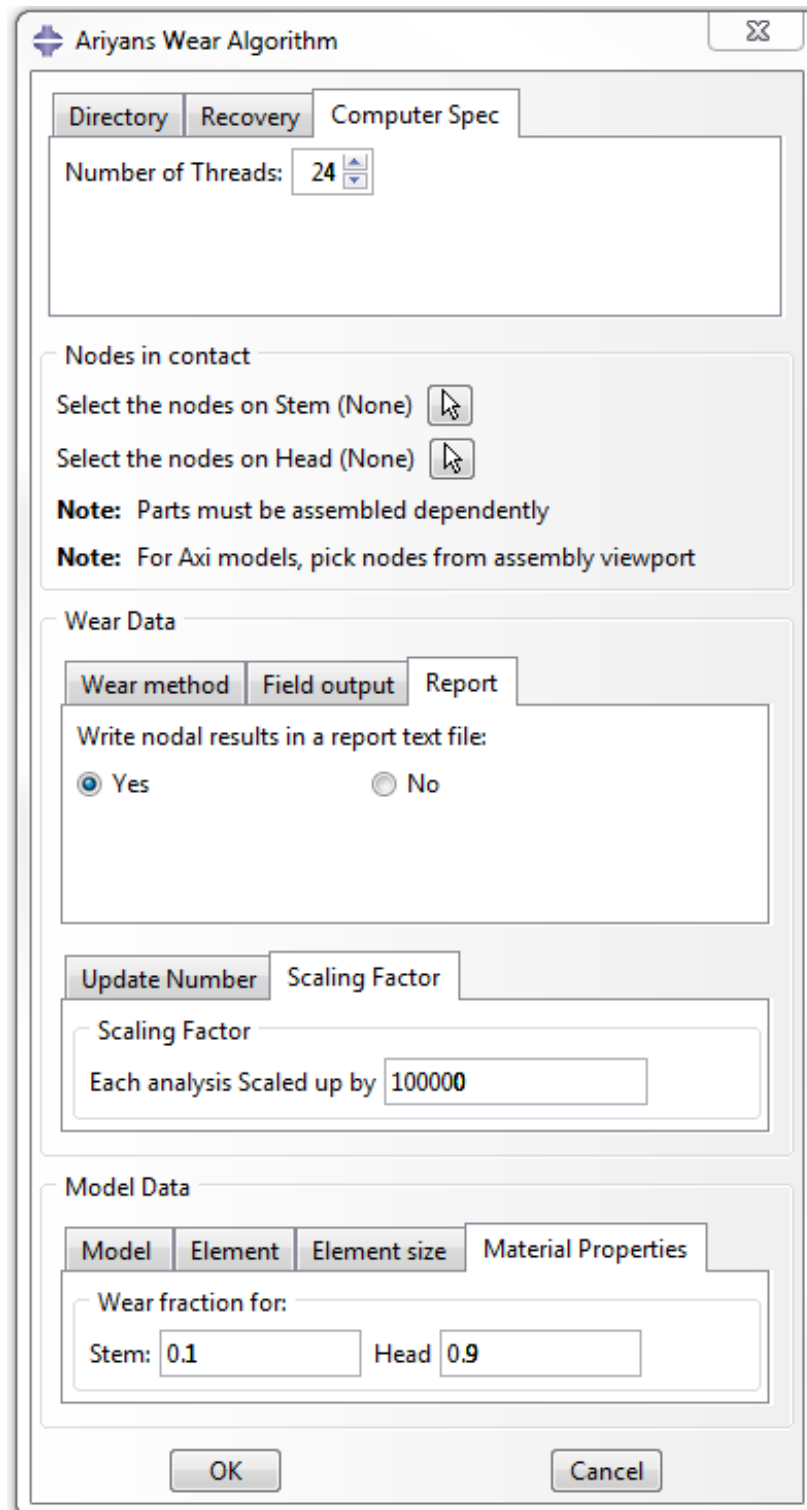 Ariyans Wear Algorithm
Directory Recovery Computer Spec
Number of Threads: 24
Nodes in contact
Select the nodes on Stem (None)
Select the nodes on Head (None)
Note: Parts must be assembled dependently
Note: For Axi models, pick nodes from assembly viewport
Wear Data
Wear method Field output Report
Write nodal results in a report text file:
Yes No
Update Number Scaling Factor
Scaling Factor
Each analysis Scaled up by 100000
Model Data
Model Element Element size Material Properties
Wear fraction for:
Stem: 0.1 Head 0.9
OK Cancel